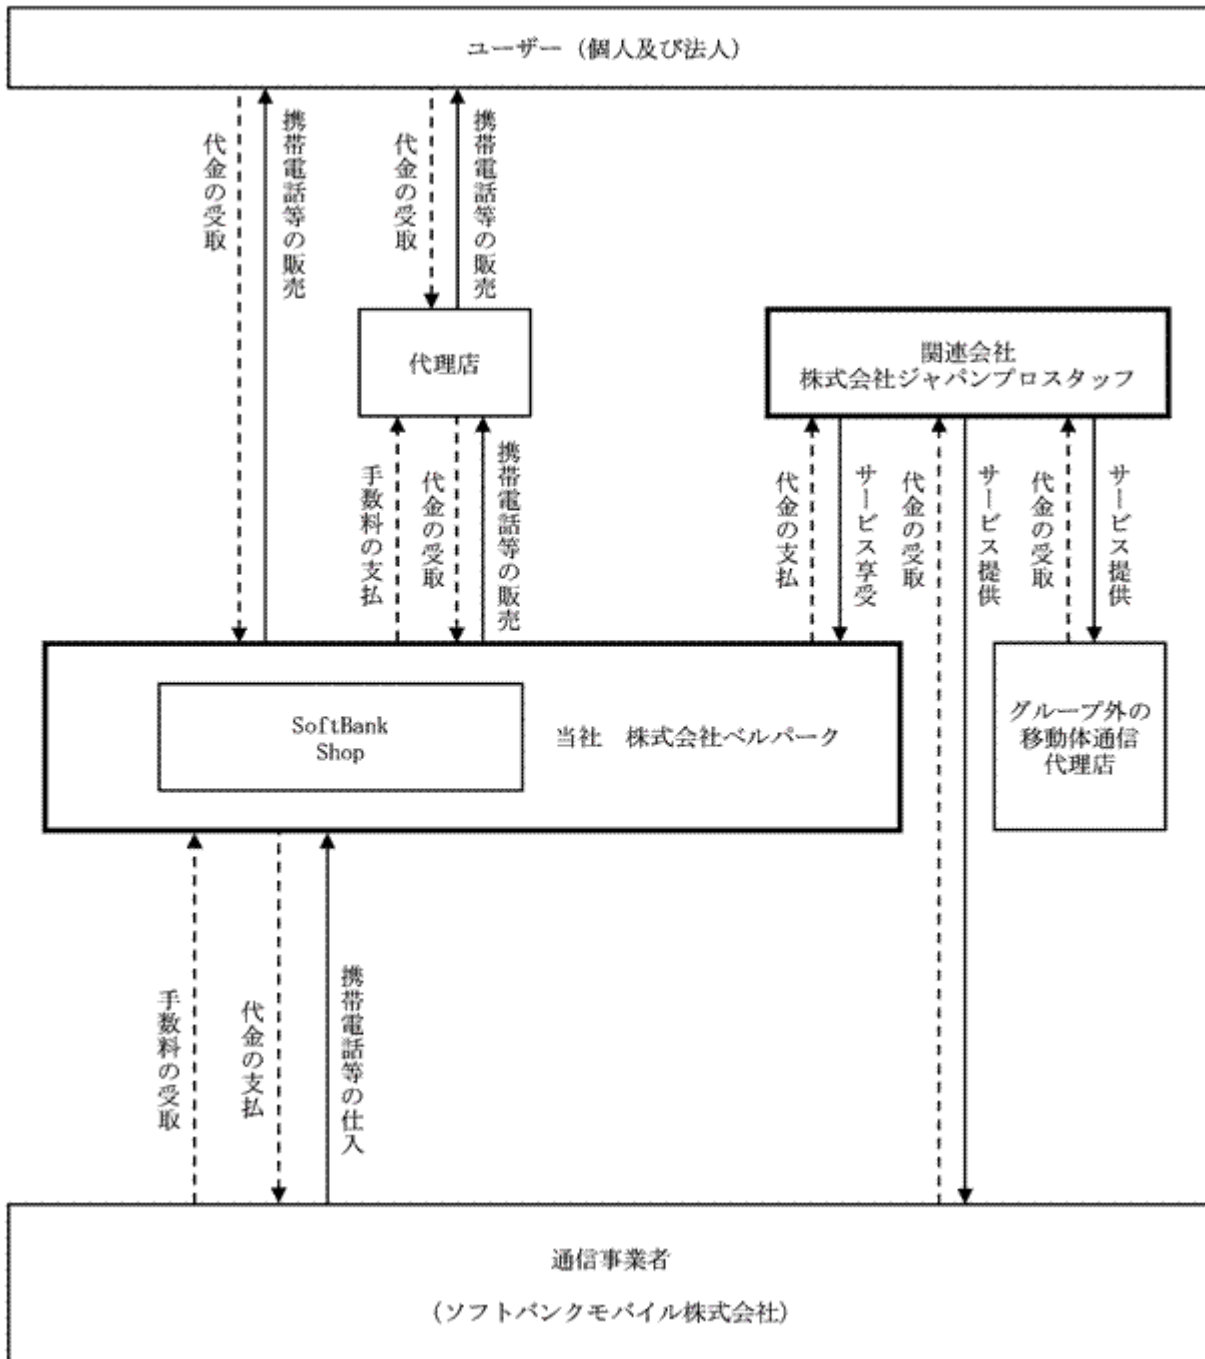 ユーザー（個人及び法人）
代金の受取
携帯電話等の販売
代金の受取
携帯電話等の販売
代理店
関連会社
株式会社ジャパンプロスタッフ
手数料の支払
代金の受取
携帯電話等の販売
代金の支払
サービス享受
代金の受取
サービス提供
代金の受取
サービス提供
SoftBank
Shop
当社　株式会社ベルパーク
グループ外の
移動体通信
代理店
手数料の受取
代金の支払
携帯電話等の仕入
通信事業者
（ソフトバンクモバイル株式会社）